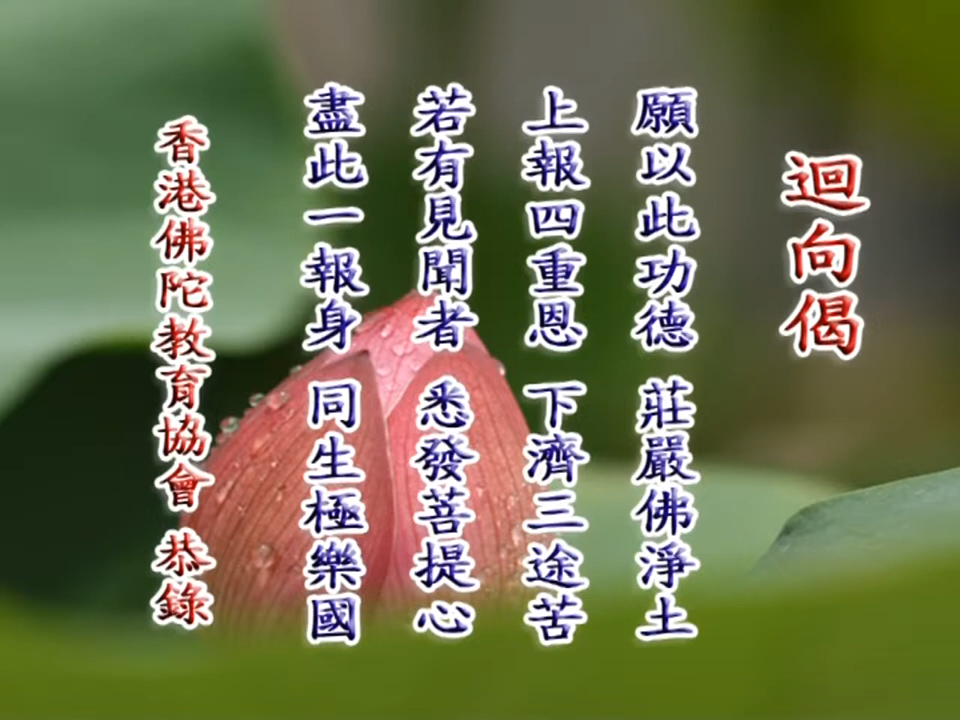 迴向偈
願以此功德 莊嚴佛淨土
上報四重恩 下濟三途苦
若有見聞者 悉發菩提心
盡此一報身 同生極樂國
香港佛陀教育協會 恭錄